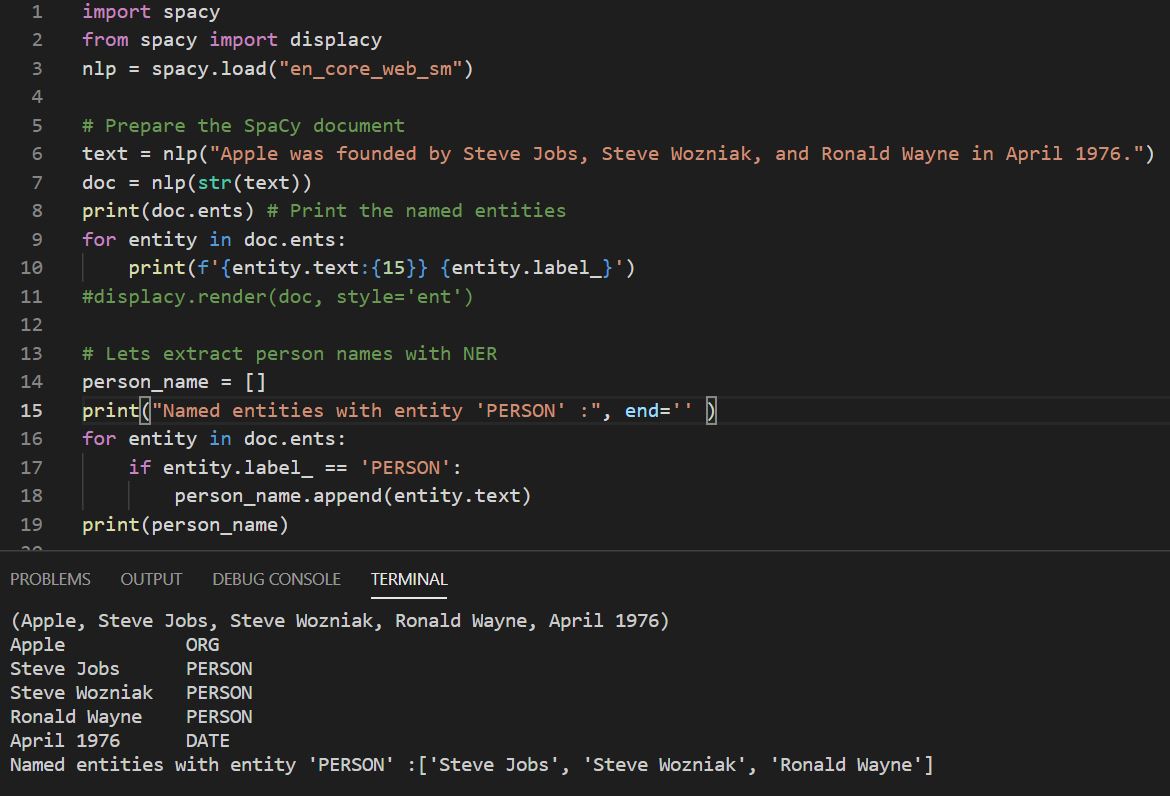 1 import spacy
2 from spacy import displacy
3 nlp = spacy.load("en_core_web_sm")
4
5 # Prepare the SpaCy document
6 text = nlp("Apple was founded by Steve Jobs, Steve Wozniak, and Ronald Wayne in April 1976.")
7 doc = nlp(str(text))
8 print(doc.ents) # Print the named entities
9 for entity in doc.ents:
10     print(f'{entity.text:{15}} {entity.label_}')
11 #displacy.render(doc, style='ent')
12
13 # Lets extract person names with NER
14 person_name = []
15 print("Named entities with entity 'PERSON' :", end='' )
16 for entity in doc.ents:
17     if entity.label_ == 'PERSON':
18         person_name.append(entity.text)
19 print(person_name)
PROBLEMS OUTPUT DEBUG CONSOLE TERMINAL
(Apple, Steve Jobs, Steve Wozniak, Ronald Wayne, April 1976)
Apple           ORG
Steve Jobs      PERSON
Steve Wozniak   PERSON
Ronald Wayne    PERSON
April 1976      DATE
Named entities with entity 'PERSON' :['Steve Jobs', 'Steve Wozniak', 'Ronald Wayne']